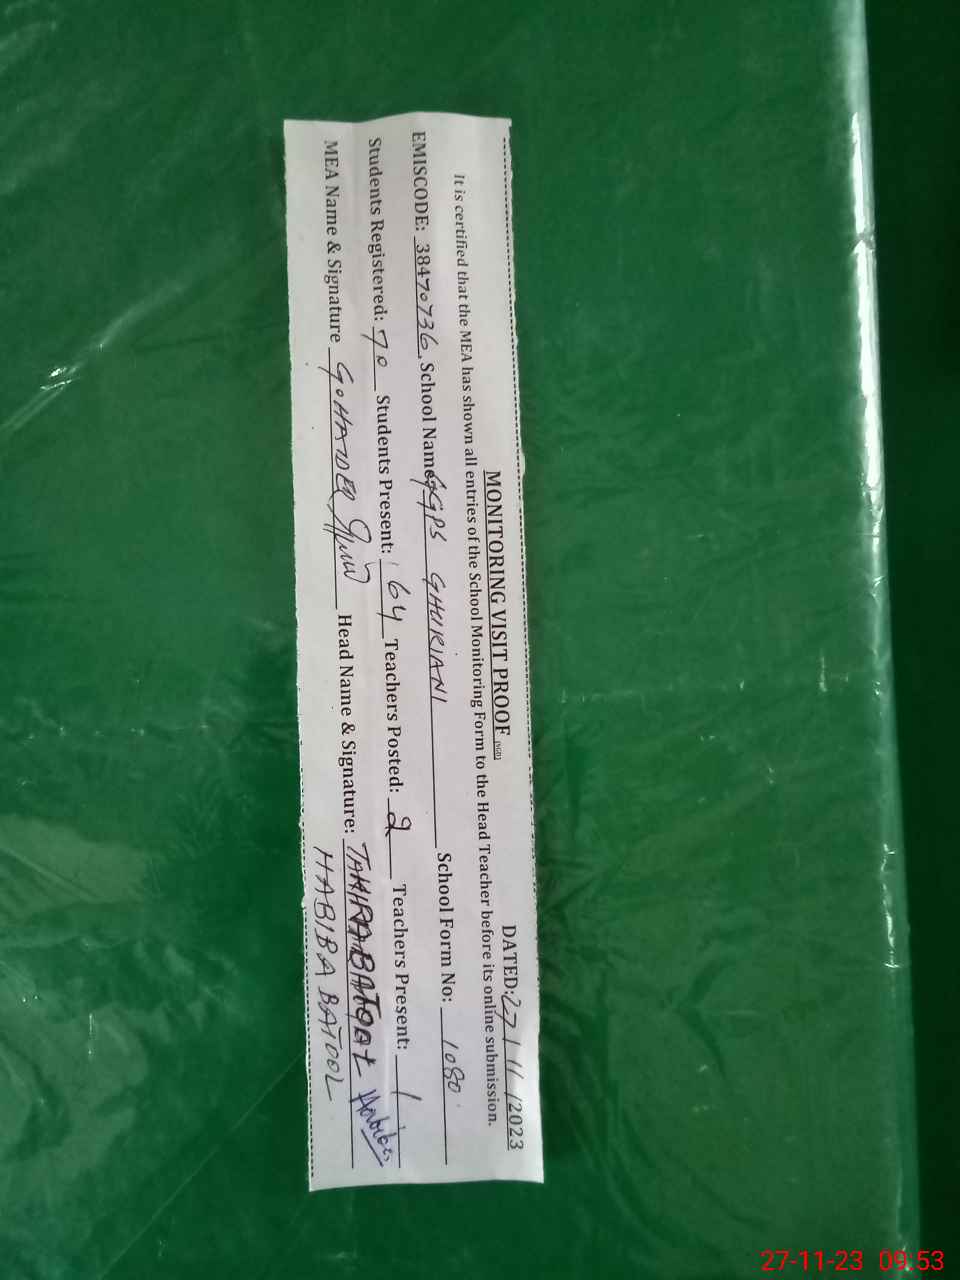 MONITORING VISIT PROOF DATED: 27/11/2023
It is certified that the MEA has shown all entries of the School Monitoring Form to the Head Teacher before its online submission.
EMISCODE: 38470736 School Name GGPS GHURIANI School Form No: 1080
Students Registered: 70 Students Present: 64 Teachers Posted: 2 Teachers Present: 1
MEA Name & Signature G. HAIDER Head Name & Signature: TAHIRA BATOOL Habiba
HABIBA BATOOL
27-11-23 09.53